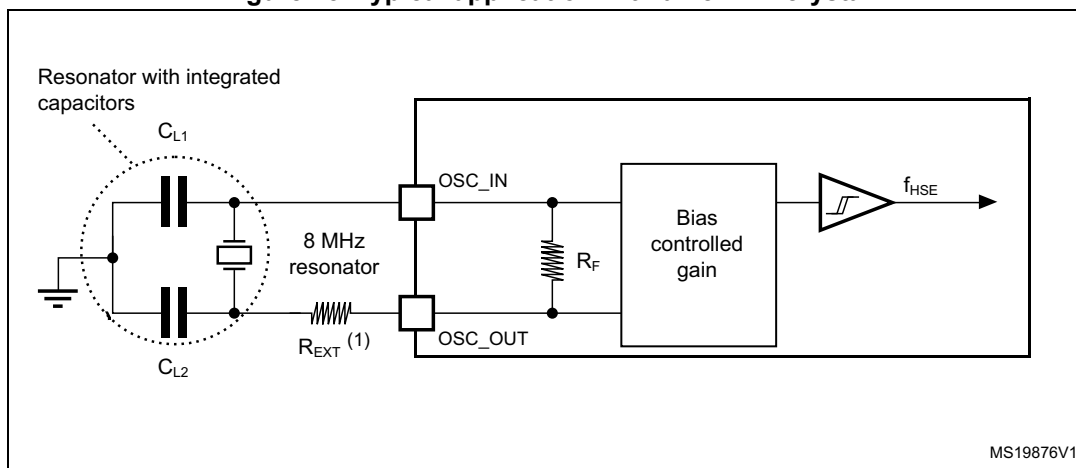 Resonator with integrated
capacitors
CL1
OSC_IN
fHSE
8 MHz
resonator
RF
Bias
controlled
gain
REXT (1)
OSC_OUT
CL2
MS19876V1